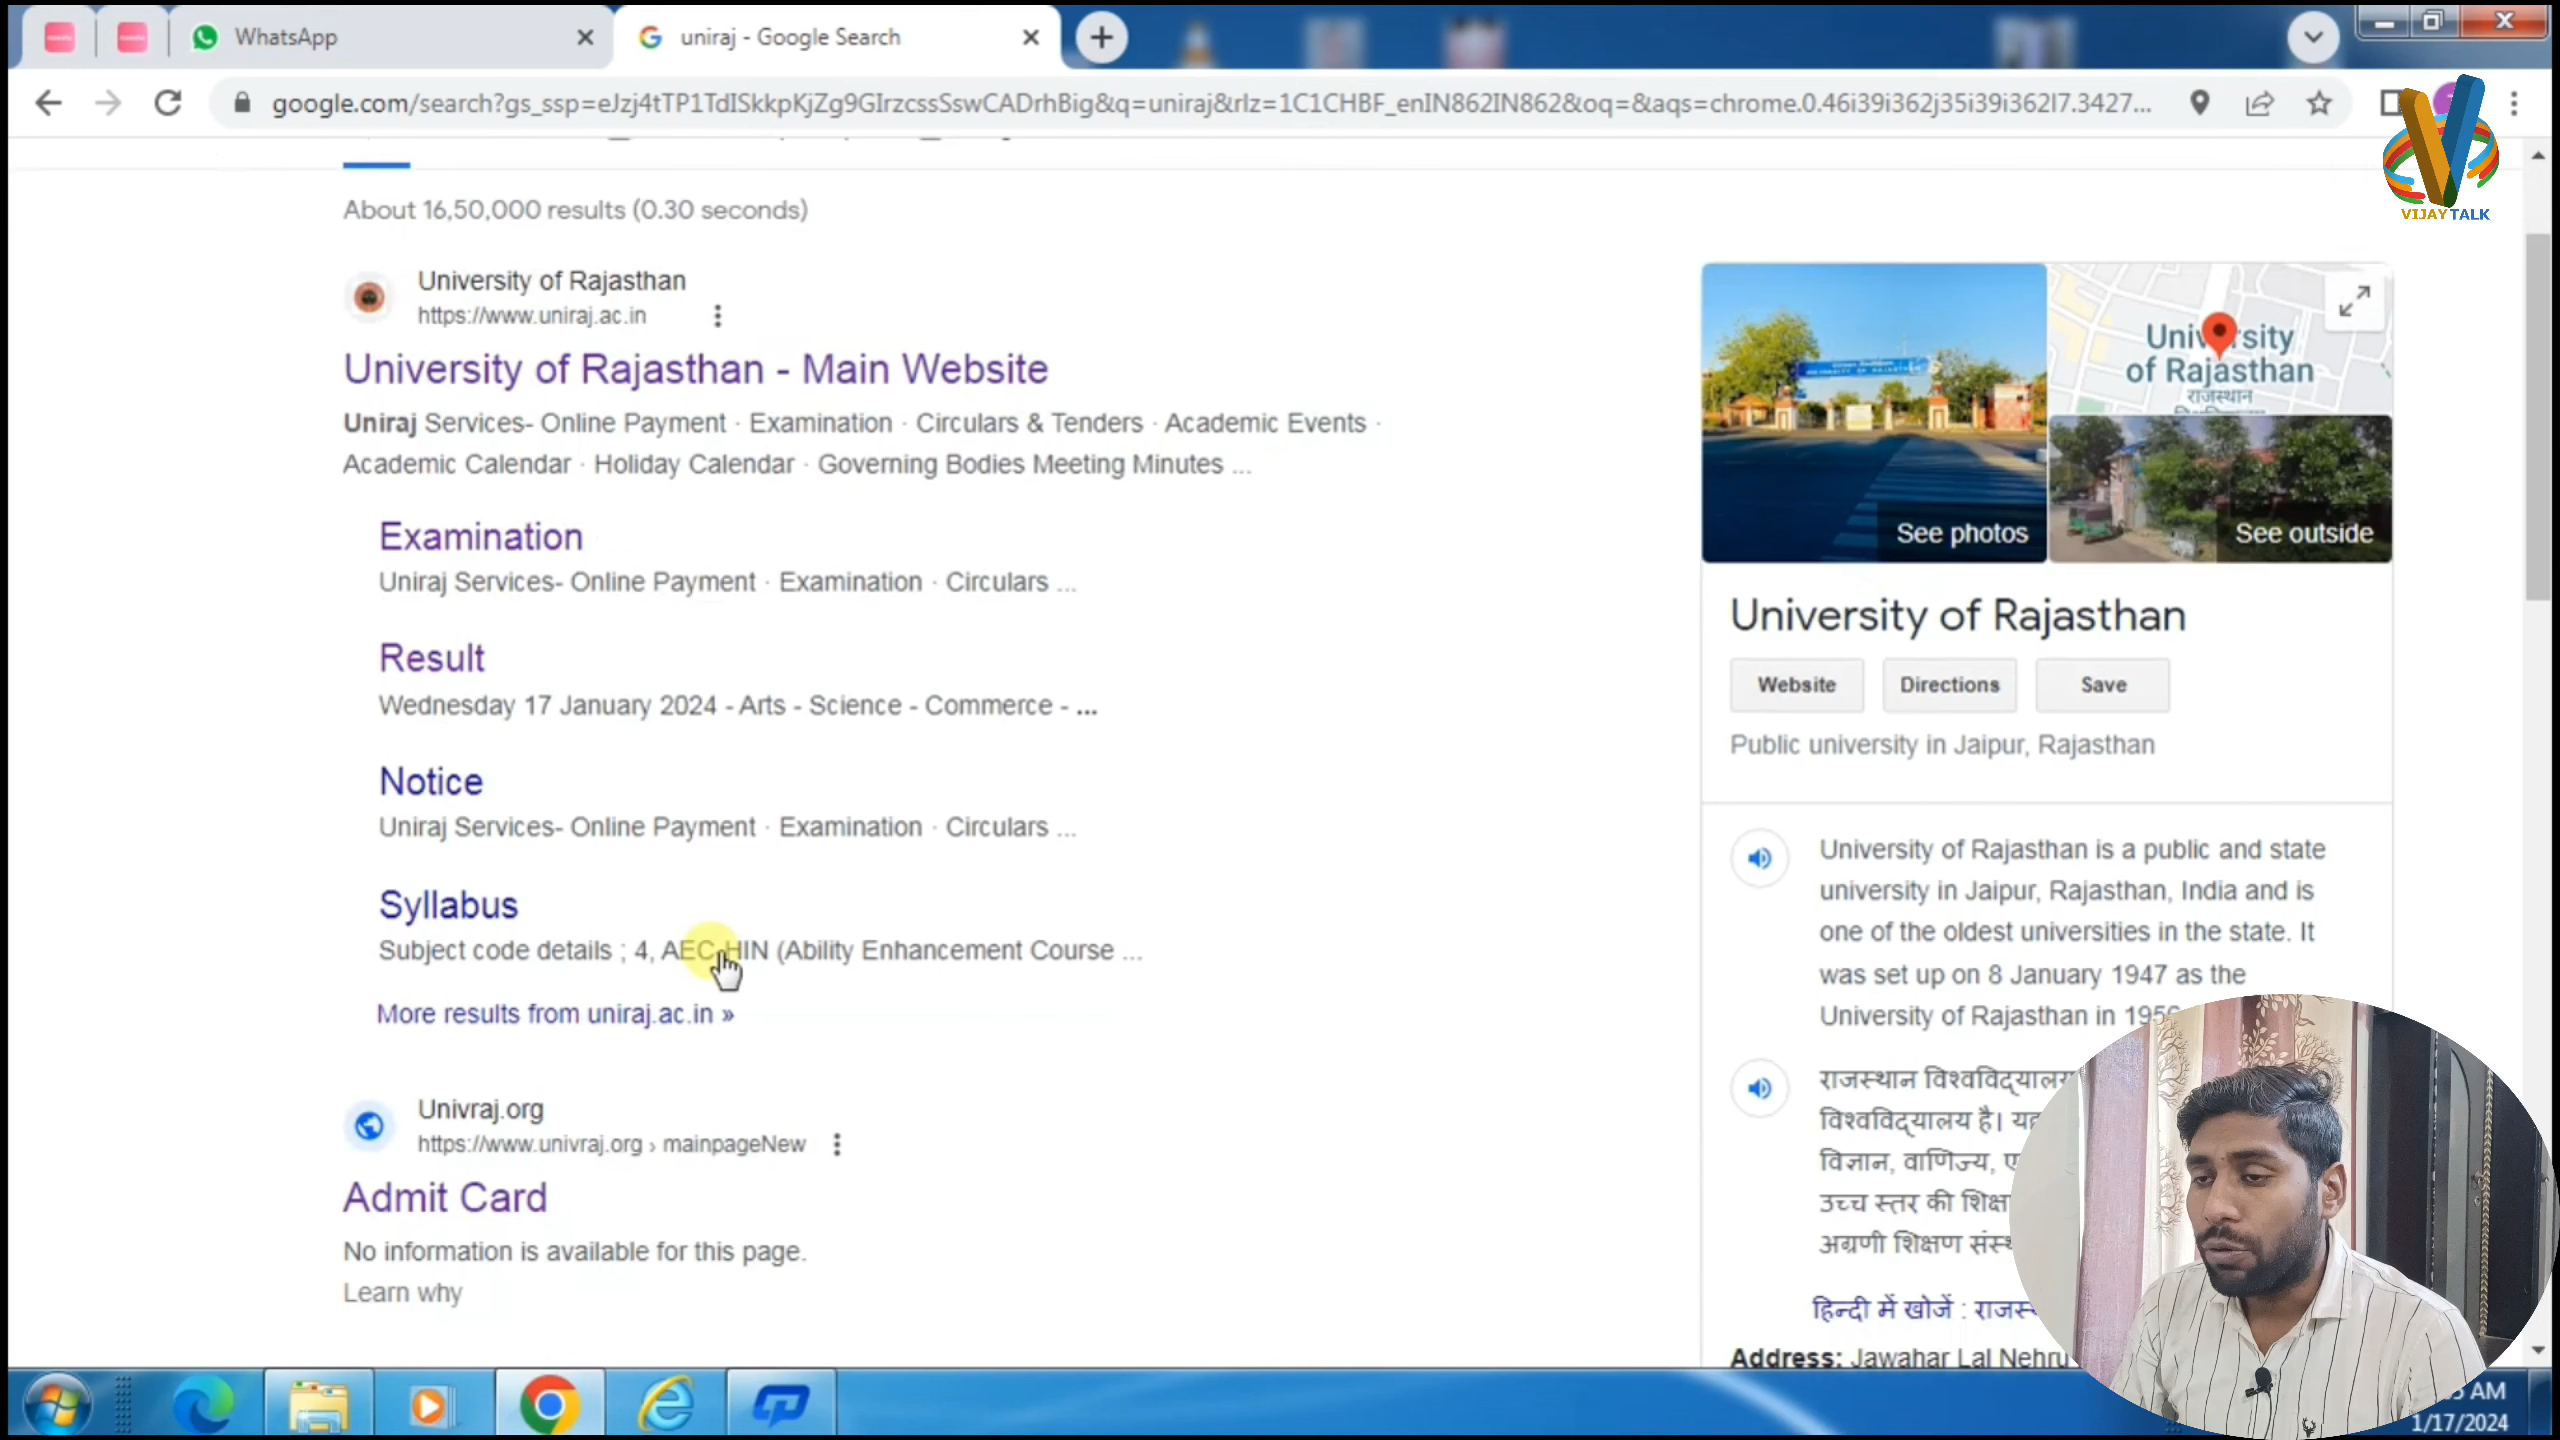 WhatsApp
uniraj - Google Search
google.com/search?gs_ssp=eJzj4tTP1TdISkkpKjZg9GIrzcssSswCADrhBig&q=uniraj&rlz=1C1CHBF_enIN862IN862&oq=&aqs=chrome.0.46i39i362j35i39i362l7.3427...
VIJAY TALK
About 16,50,000 results (0.30 seconds)
University of Rajasthan
https://www.uniraj.ac.in
University of Rajasthan - Main Website
Uniraj Services- Online Payment · Examination · Circulars & Tenders · Academic Events ·
Academic Calendar · Holiday Calendar · Governing Bodies Meeting Minutes ...
Examination
Uniraj Services- Online Payment · Examination · Circulars ...
Result
Wednesday 17 January 2024 - Arts - Science - Commerce - ...
Notice
Uniraj Services- Online Payment · Examination · Circulars ...
Syllabus
Subject code details ; 4, AEC-HIN (Ability Enhancement Course ...
More results from uniraj.ac.in »
Univraj.org
https://www.univraj.org › mainpageNew
Admit Card
No information is available for this page.
Learn why
University
of Rajasthan
राजस्थान
See photos
See outside
University of Rajasthan
Website
Directions
Save
Public university in Jaipur, Rajasthan
University of Rajasthan is a public and state
university in Jaipur, Rajasthan, India and is
one of the oldest universities in the state. It
was set up on 8 January 1947 as the
University of Rajasthan in 195
राजस्थान विश्वविद्यालय
विश्वविद्यालय है। यह
विज्ञान, वाणिज्य,
उच्च स्तर की शिक्षा
अग्रणी शिक्षण
हिन्दी में खोजें :
Address: Jawahar Lal Nehru
AM
1/17/2024